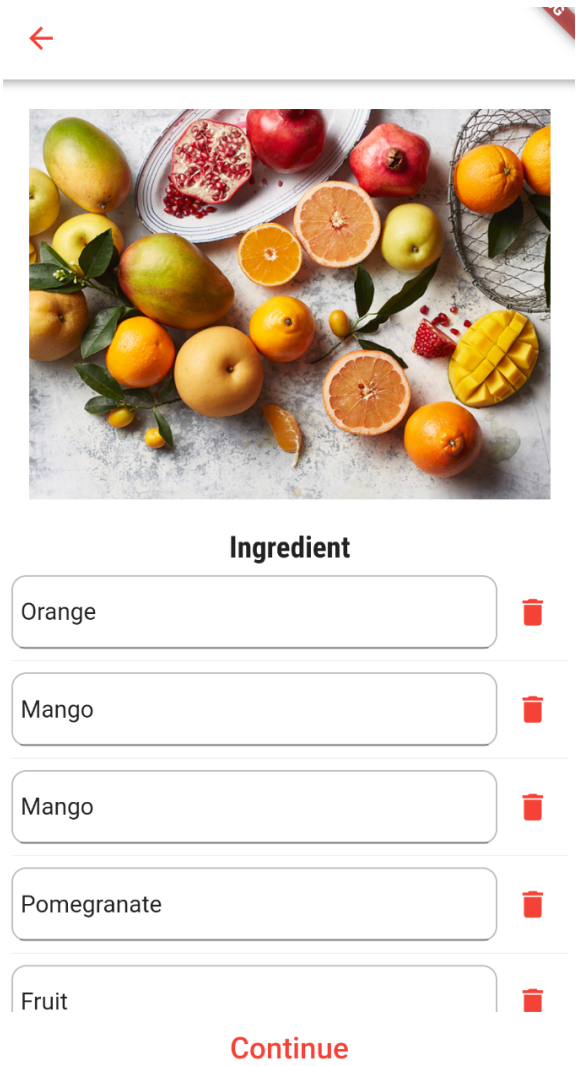 Ingredient
Orange
Mango
Mango
Pomegranate
Fruit
Continue